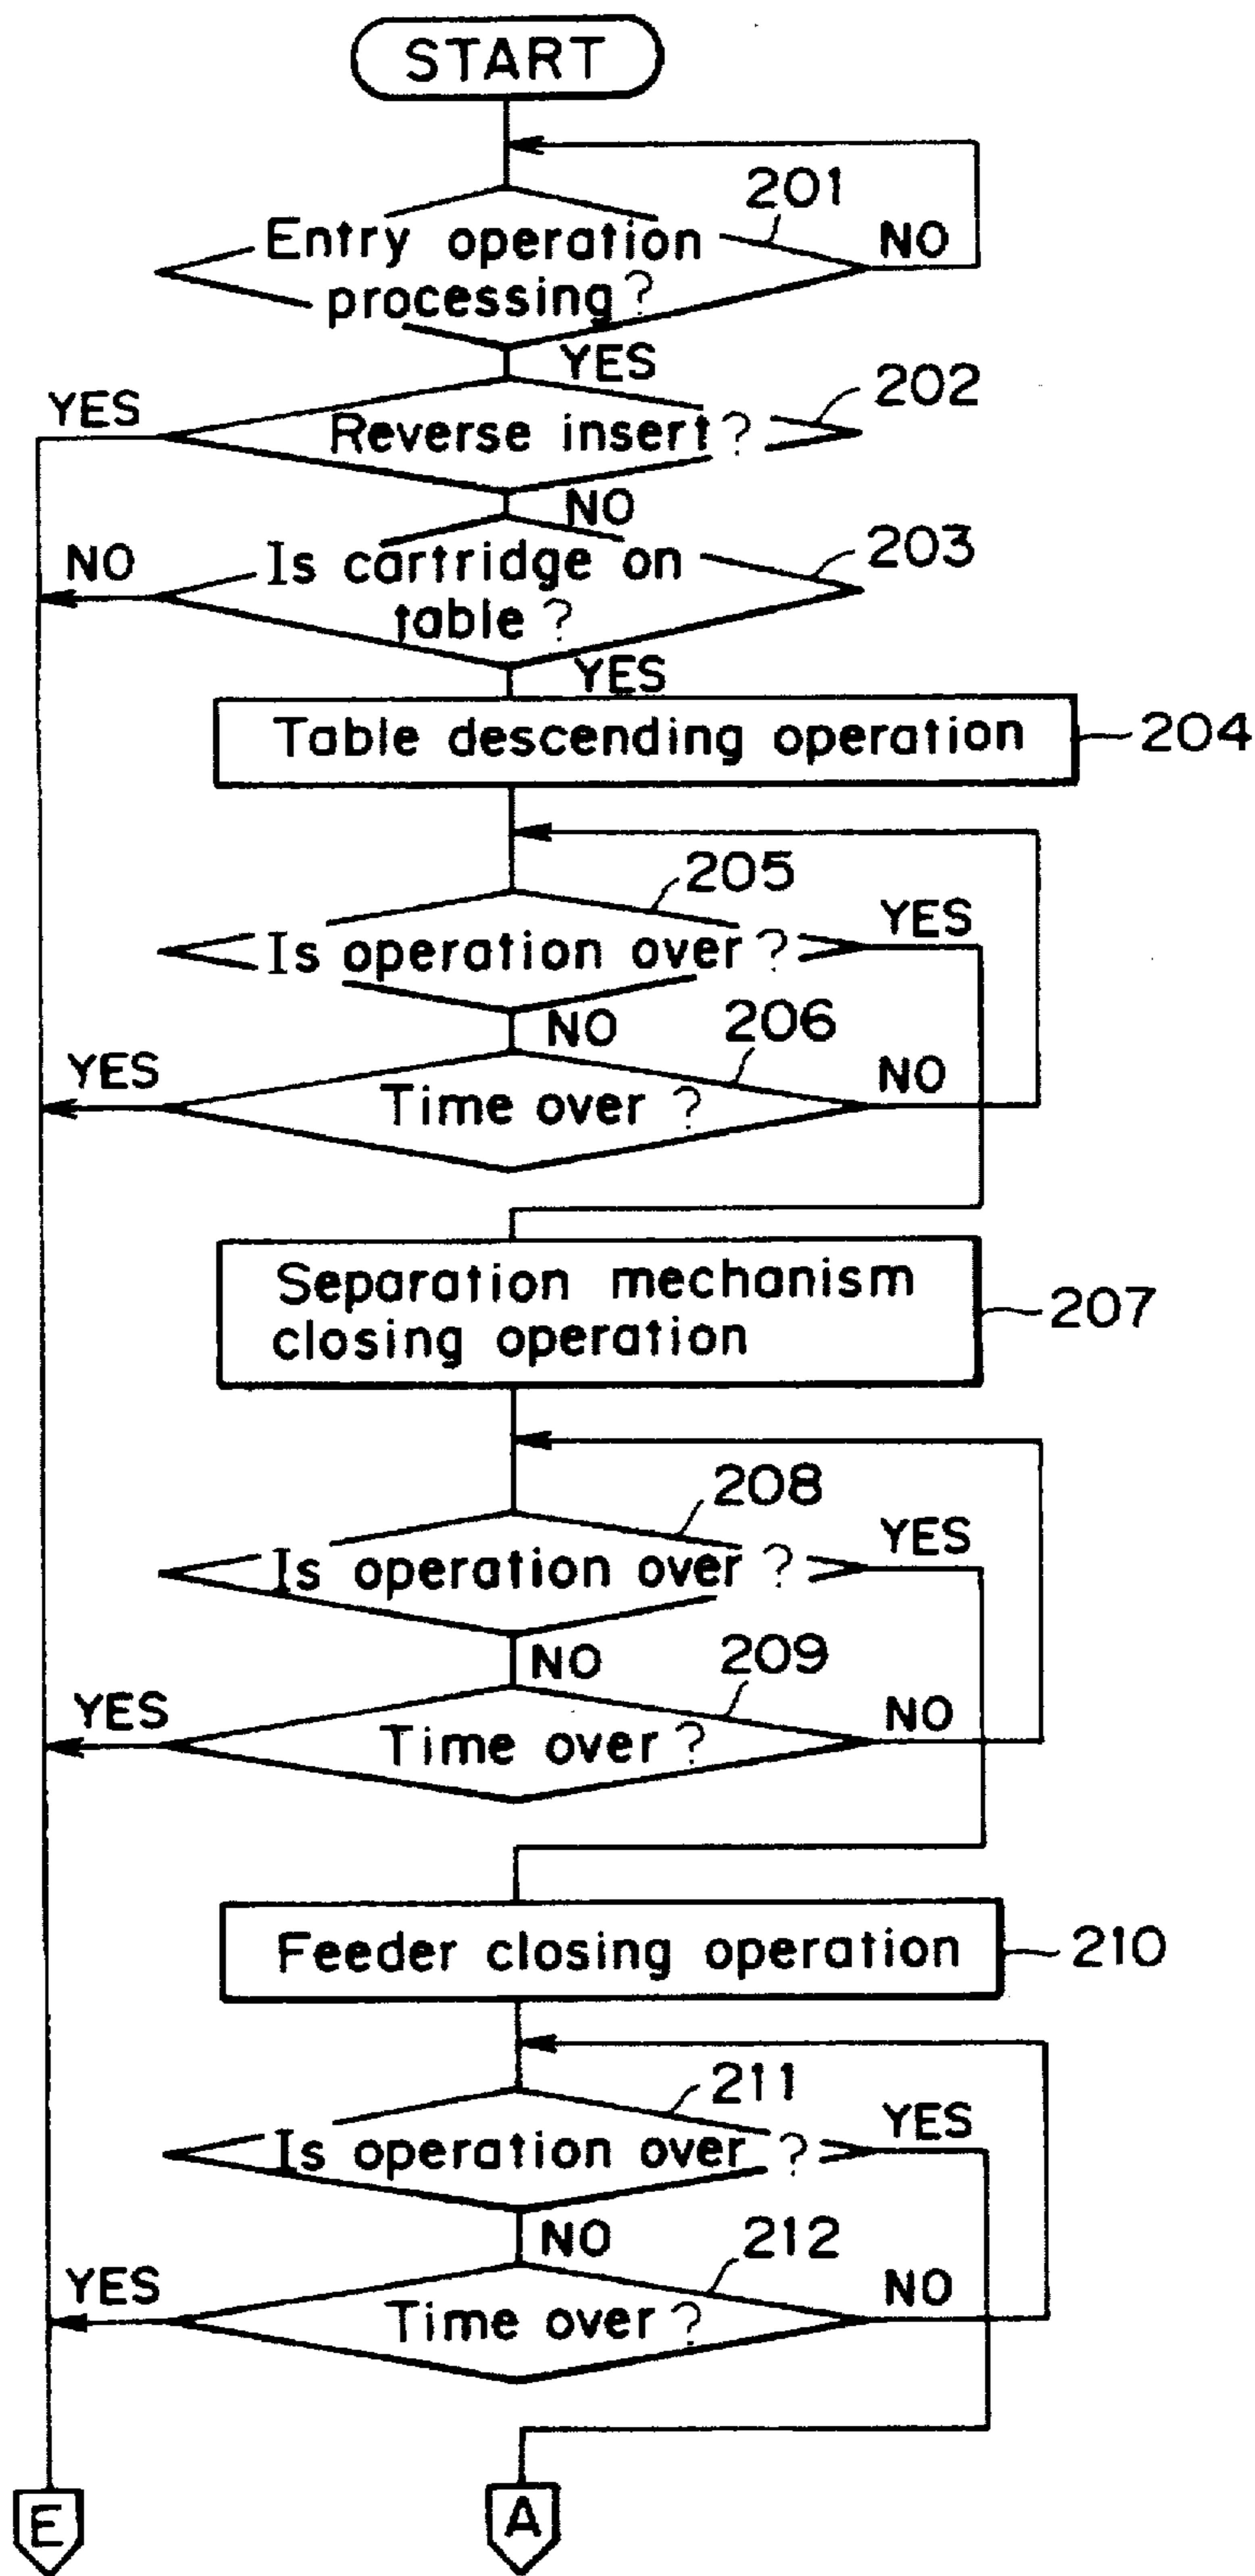 START
201
Entry operation
processing?
NO
YES
YES
202
Reverse insert?
NO
203
NO
Is cartridge on
table?
YES
Table descending operation
204
205
YES
Is operation over?
NO
206
YES
NO
Time over?
Separation mechanism
closing operation
207
208
YES
Is operation over?
NO
209
YES
NO
Time over?
Feeder closing operation
210
211
YES
Is operation over?
NO
212
YES
NO
Time over?
E
A